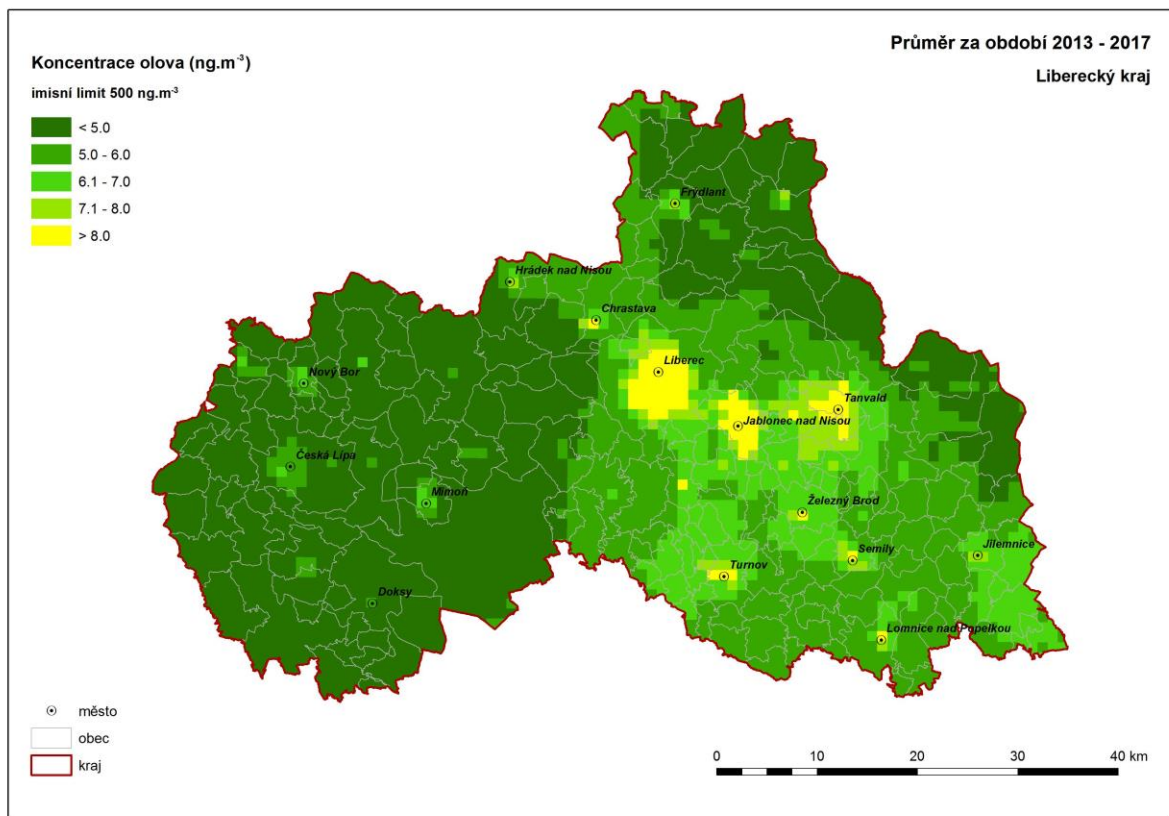 Koncentrace olova (ng.m⁻³)
imisní limit 500 ng.m⁻³
< 5.0
5.0 - 6.0
6.1 - 7.0
7.1 - 8.0
> 8.0
Průměr za období 2013 - 2017
Liberecký kraj
Frýdlant
Hrádek nad Nisou
Chrastava
Liberec
Nový Bor
Tanvald
Jablonec nad Nisou
Česká Lípa
Mimoň
Železný Brod
Semily
Jilemnice
Turnov
Doksy
Lomnice nad Popelkou
město
obec
kraj
0 10 20 30 40 km